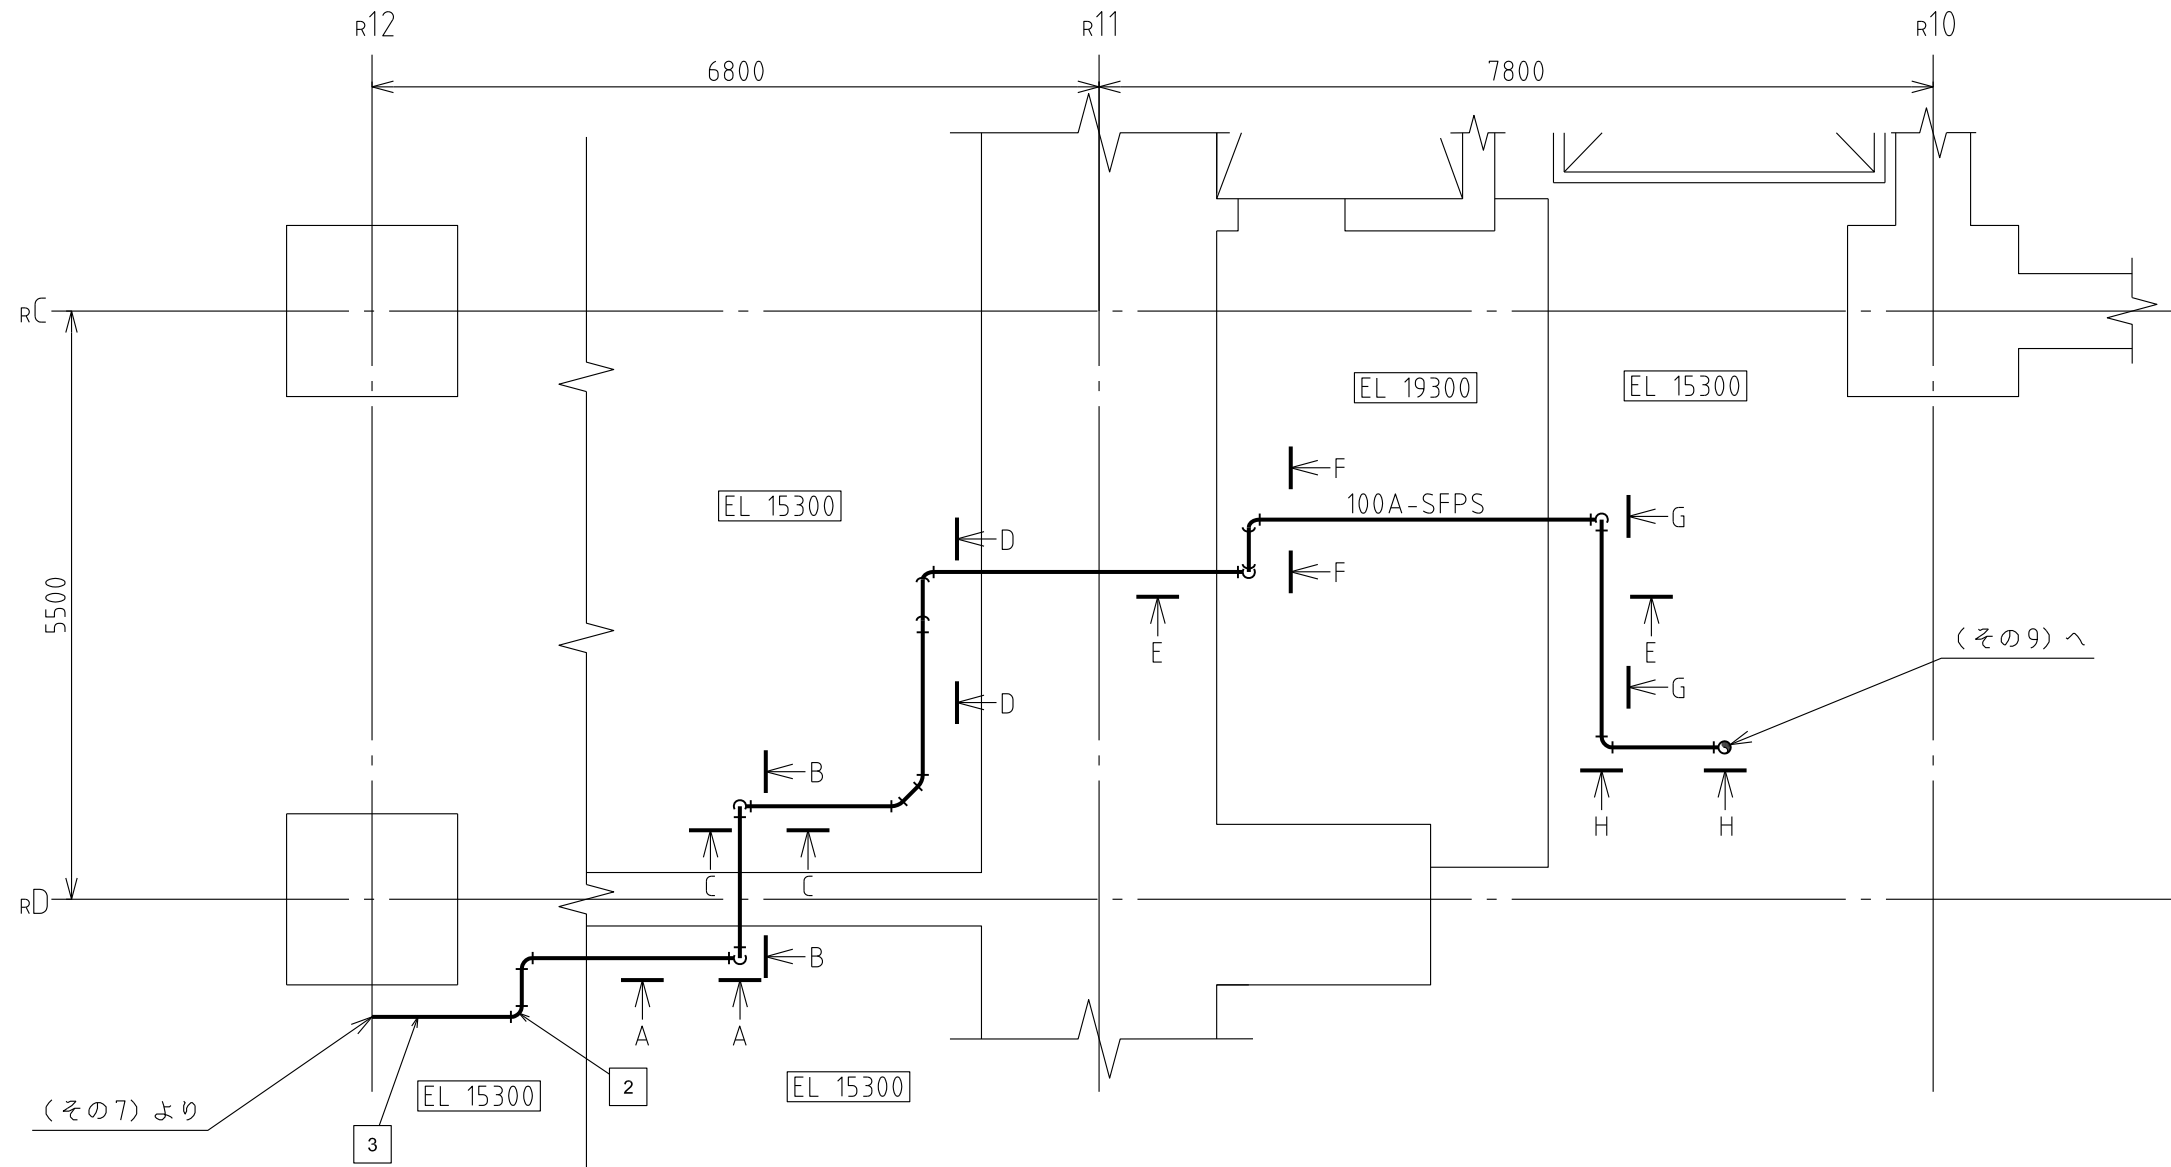 R12
R11
R10
6800
7800
RC
EL 19300
EL 15300
F
100A-SFPS
EL 15300
G
D
F
5500
E
E
（その9）へ
G
D
B
H
H
C
C
RD
B
A
A
EL 15300
2
EL 15300
（その7）より
3